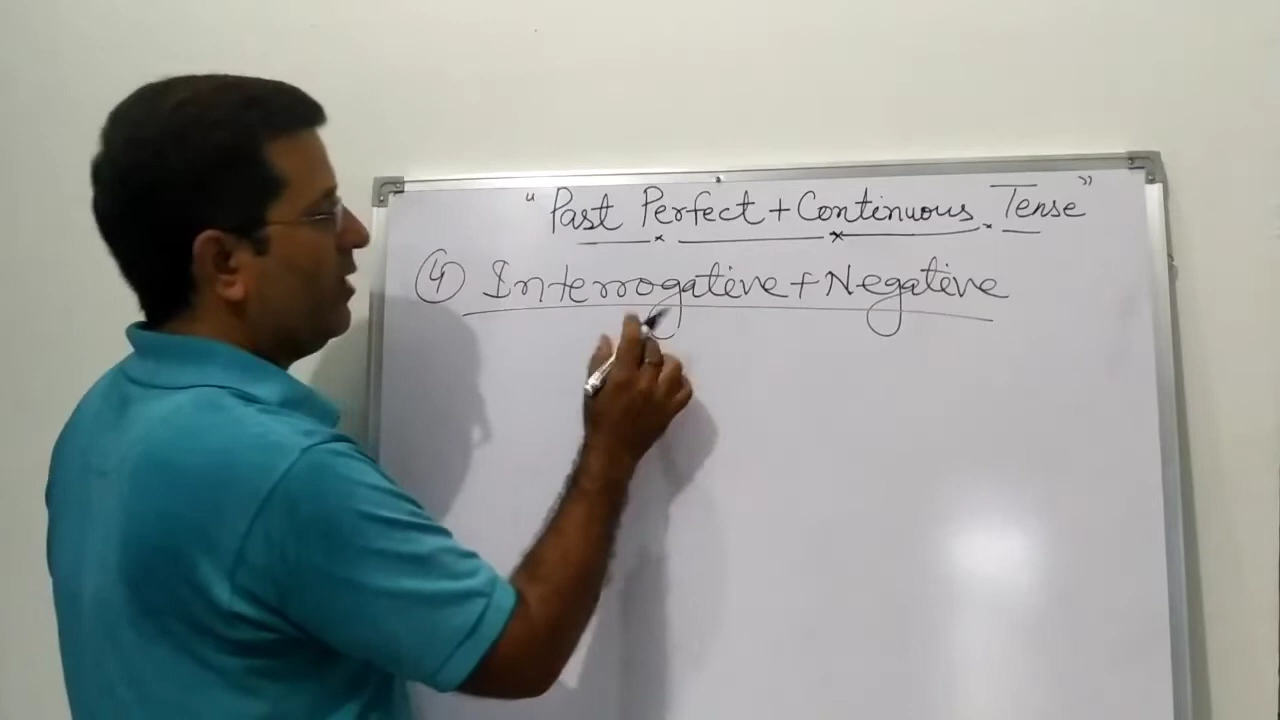 "Past Perfect + Continuous Tense"
④ Interrogative + Negative